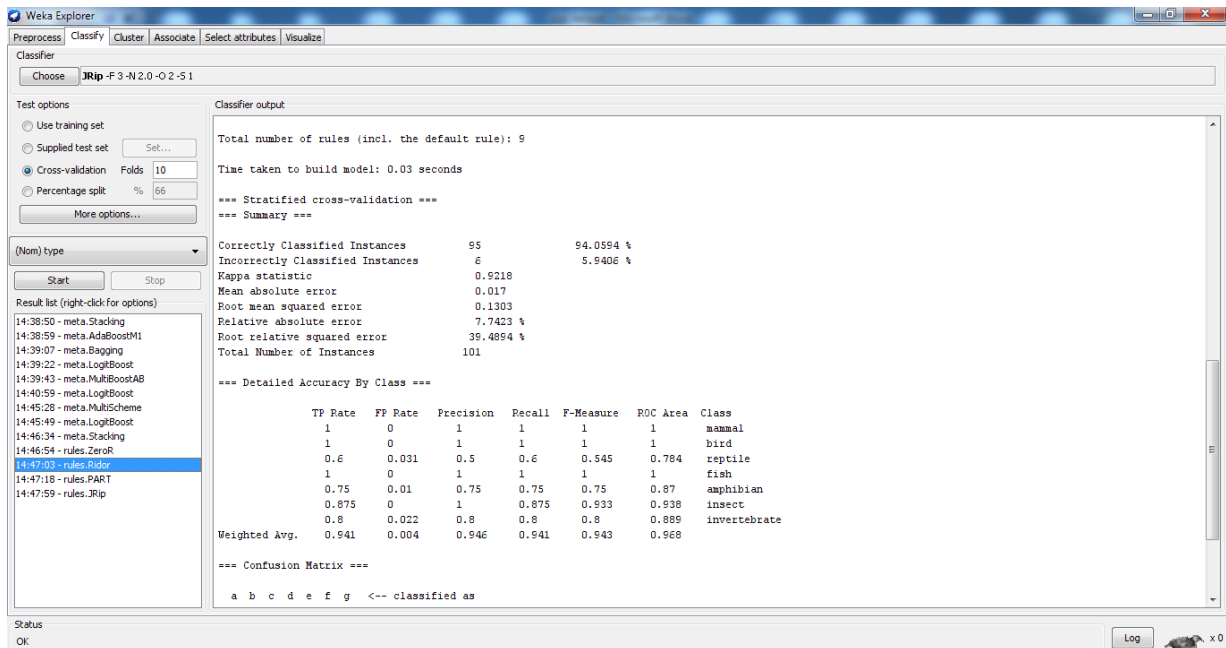 Weka Explorer
Preprocess Classify Cluster Associate Select attributes Visualize
Classifier
Choose JRip -F 3 -N 2.0 -O 2 -S 1
Test options
Use training set
Supplied test set Set...
Cross-validation Folds 10
Percentage split % 66
More options...
(Nom) type
Start Stop
Result list (right-click for options)
14:38:50 - meta.Stacking
14:38:59 - meta.AdaBoostM1
14:39:07 - meta.Bagging
14:39:22 - meta.LogitBoost
14:39:43 - meta.MultiBoostAB
14:40:59 - meta.LogitBoost
14:45:28 - meta.MultiScheme
14:45:49 - meta.LogitBoost
14:46:34 - meta.Stacking
14:46:54 - rules.ZeroR
14:47:03 - rules.Ridor
14:47:18 - rules.PART
14:47:59 - rules.JRip
Classifier output
Total number of rules (incl. the default rule): 9
Time taken to build model: 0.03 seconds
=== Stratified cross-validation ===
=== Summary ===
Correctly Classified Instances 95 94.0594 %
Incorrectly Classified Instances 6 5.9406 %
Kappa statistic 0.9218
Mean absolute error 0.017
Root mean squared error 0.1303
Relative absolute error 7.7423 %
Root relative squared error 39.4894 %
Total Number of Instances 101
=== Detailed Accuracy By Class ===
TP Rate FP Rate Precision Recall F-Measure ROC Area Class
1 0 1 1 1 1 mammal
1 0 1 1 1 1 bird
0.6 0.031 0.5 0.6 0.545 0.784 reptile
1 0 1 1 1 1 fish
0.75 0.01 0.75 0.75 0.75 0.87 amphibian
0.875 0 1 0.875 0.933 0.938 insect
0.8 0.022 0.8 0.8 0.8 0.889 invertebrate
Weighted Avg. 0.941 0.004 0.946 0.941 0.943 0.968
=== Confusion Matrix ===
a b c d e f g <-- classified as
Status
OK
Log x 0